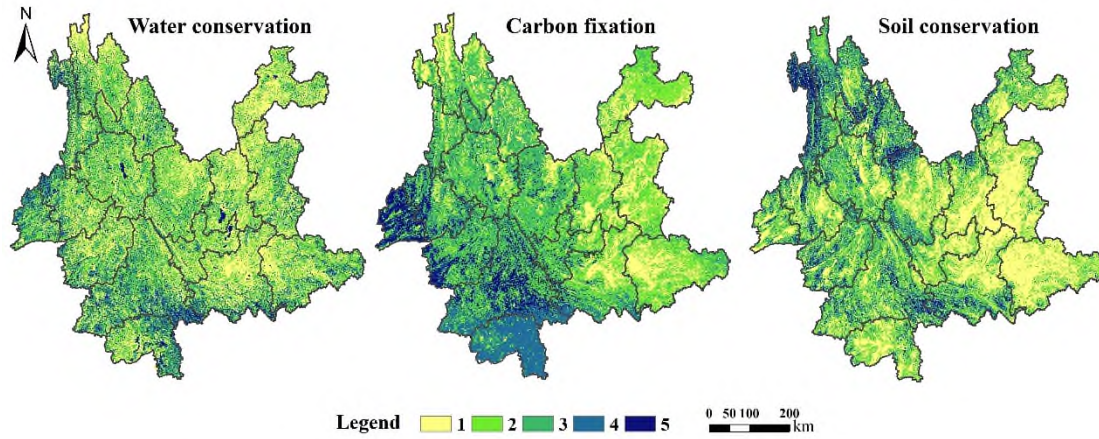 N
Water conservation
Carbon fixation
Soil conservation
Legend 1 2 3 4 5
0 50 100 200
km